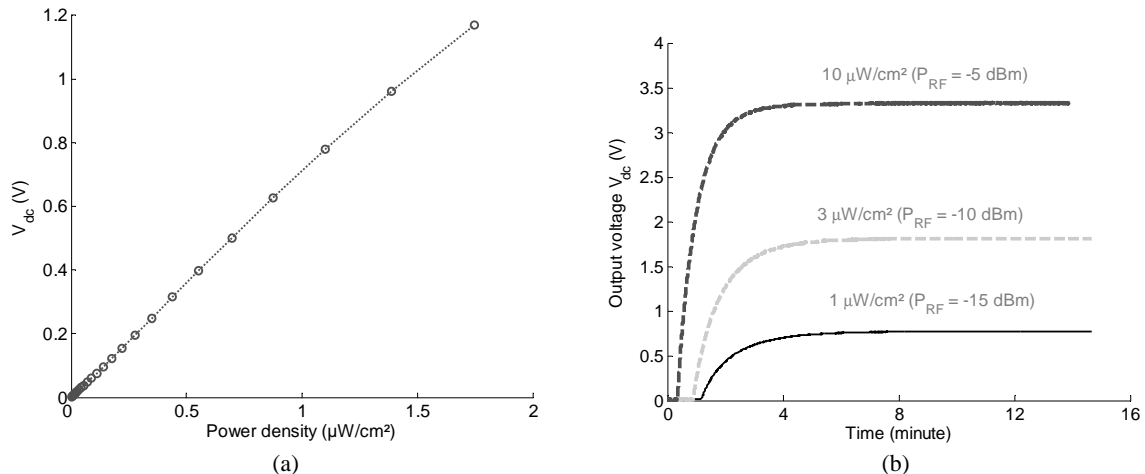 1.2
1
0.8
0.6
0.4
0.2
0
V_dc (V)
0 0.5 1 1.5 2
Power density (µW/cm²)
(a)
4
3.5
3
2.5
2
1.5
1
0.5
0
Output voltage V_dc (V)
10 µW/cm² (P_RF = -5 dBm)
3 µW/cm² (P_RF = -10 dBm)
1 µW/cm² (P_RF = -15 dBm)
0 4 8 12 16
Time (minute)
(b)